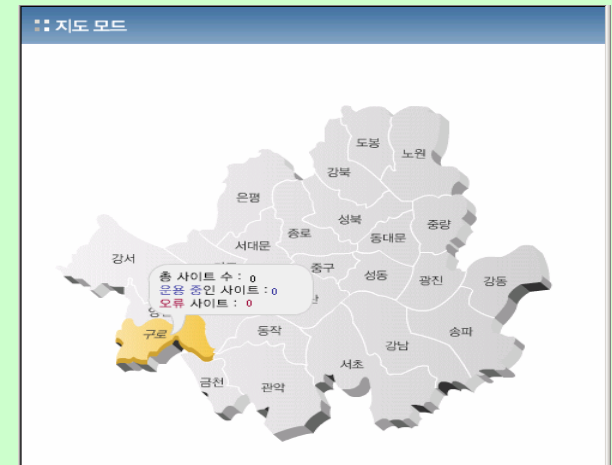 지도 모드
도봉
노원
강북
은평
성북
중랑
종로
동대문
서대문
강서
중구
성동
광진
강동
총 사이트 수 : 0
운용 중인 사이트 : 0
오류 사이트 : 0
구로
동작
송파
강남
서초
금천
관악